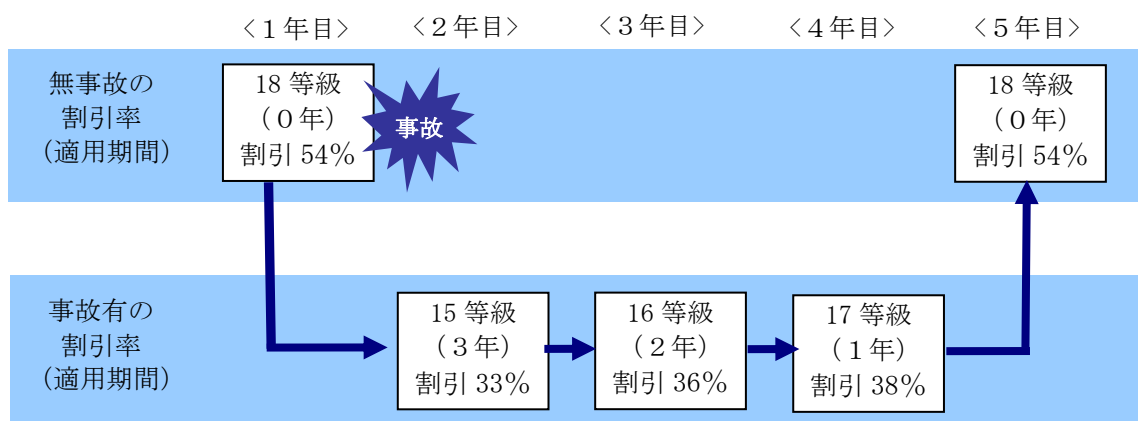 <1年目>
<2年目>
<3年目>
<4年目>
<5年目>
無事故の
割引率
(適用期間)
18 等級
(0年)
割引 54%
事故
18 等級
(0年)
割引 54%
事故有の
割引率
(適用期間)
15 等級
(3年)
割引 33%
16 等級
(2年)
割引 36%
17 等級
(1年)
割引 38%